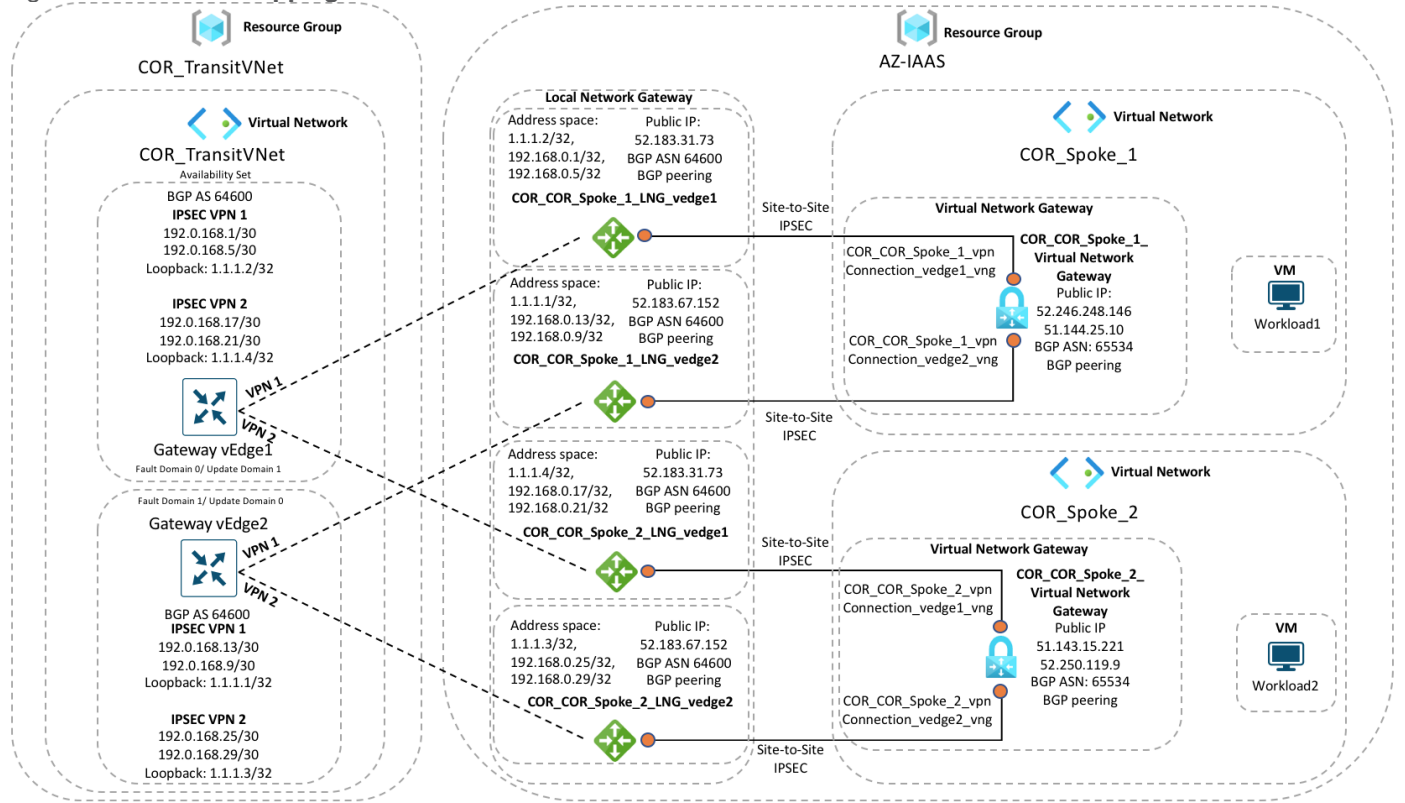 Resource Group
COR_TransitVNet
Virtual Network
COR_TransitVNet
Availability Set
BGP AS 64600
IPSEC VPN 1
192.0.168.1/30
192.0.168.5/30
Loopback: 1.1.1.2/32
IPSEC VPN 2
192.0.168.17/30
192.0.168.21/30
Loopback: 1.1.1.4/32
VPN 1
VPN 2
Gateway vEdge1
Fault Domain 0/ Update Domain 1
Fault Domain 1/ Update Domain 0
Gateway vEdge2
VPN 1
VPN 2
BGP AS 64600
IPSEC VPN 1
192.0.168.13/30
192.0.168.9/30
Loopback: 1.1.1.1/32
IPSEC VPN 2
192.0.168.25/30
192.0.168.29/30
Loopback: 1.1.1.3/32
Resource Group
AZ-IAAS
Local Network Gateway
Address space:
1.1.1.2/32,
192.168.0.1/32,
192.168.0.5/32
Public IP:
52.183.31.73
BGP ASN 64600
BGP peering
COR_COR_Spoke_1_LNG_vedge1
Address space:
1.1.1.1/32,
192.168.0.13/32,
192.168.0.9/32
Public IP:
52.183.67.152
BGP ASN 64600
BGP peering
COR_COR_Spoke_1_LNG_vedge2
Address space:
1.1.1.4/32,
192.168.0.17/32,
192.168.0.21/32
Public IP:
52.183.31.73
BGP ASN 64600
BGP peering
COR_COR_Spoke_2_LNG_vedge1
Address space:
1.1.1.3/32,
192.168.0.25/32,
192.168.0.29/32
Public IP:
52.183.67.152
BGP ASN 64600
BGP peering
COR_COR_Spoke_2_LNG_vedge2
Site-to-Site
IPSEC
Site-to-Site
IPSEC
Site-to-Site
IPSEC
Site-to-Site
IPSEC
Virtual Network
COR_Spoke_1
Virtual Network Gateway
COR_COR_Spoke_1_vpn
Connection_vedge1_vng
COR_COR_Spoke_1_vpn
Connection_vedge2_vng
COR_COR_Spoke_1_
Virtual Network
Gateway
Public IP:
52.246.248.146
51.144.25.10
BGP ASN: 65534
BGP peering
VM
Workload1
Virtual Network
COR_Spoke_2
Virtual Network Gateway
COR_COR_Spoke_2_vpn
Connection_vedge1_vng
COR_COR_Spoke_2_vpn
Connection_vedge2_vng
COR_COR_Spoke_2_
Virtual Network
Gateway
Public IP
51.143.15.221
52.250.119.9
BGP ASN: 65534
BGP peering
VM
Workload2